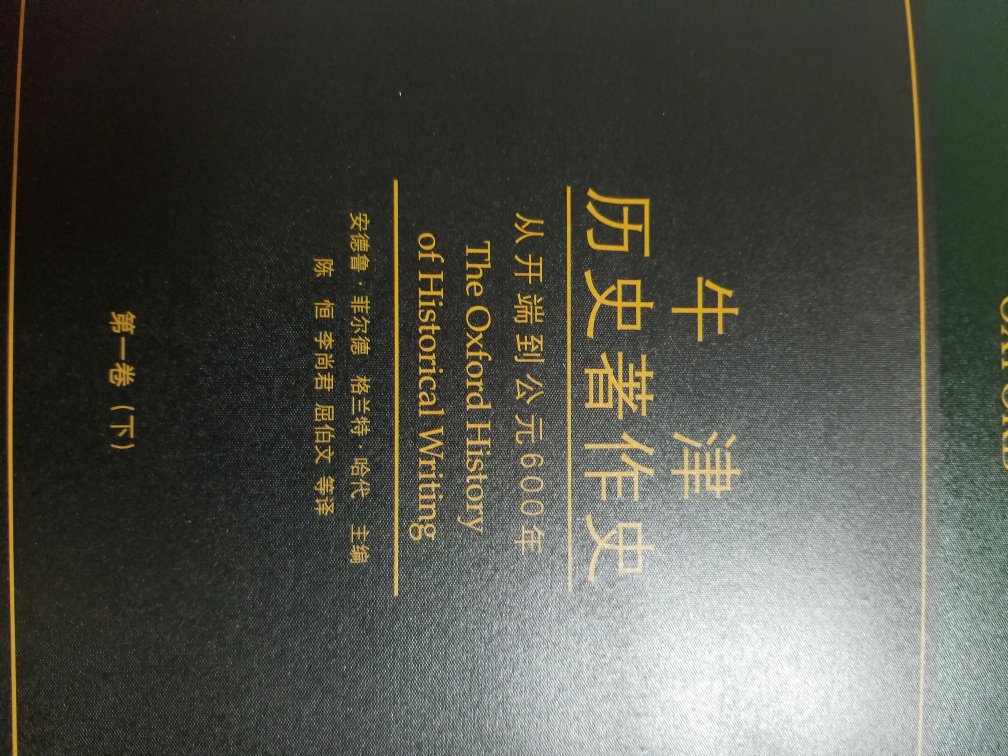 牛 津
历史著作史
从开端到公元600年
The Oxford History
of Historical Writing
安德鲁·菲尔德 格兰特·哈代 主编
陈 恒 李尚君 屈伯文 等译
第一卷（下）